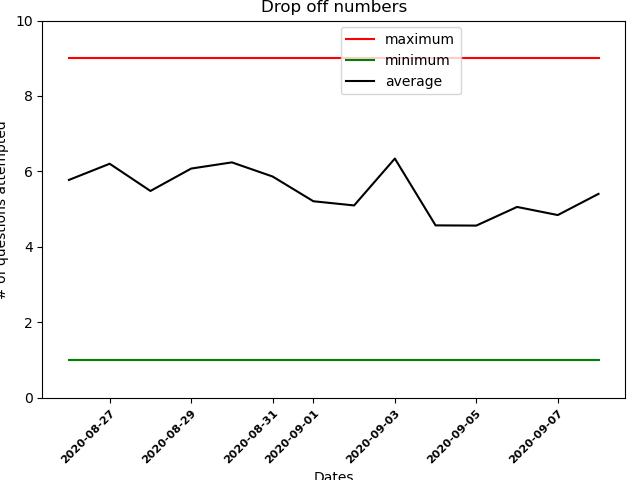 Drop off numbers
maximum
minimum
average
# of questions attempted
10
8
6
4
2
0
2020-08-27
2020-08-29
2020-08-31
2020-09-01
2020-09-03
2020-09-05
2020-09-07
Dates